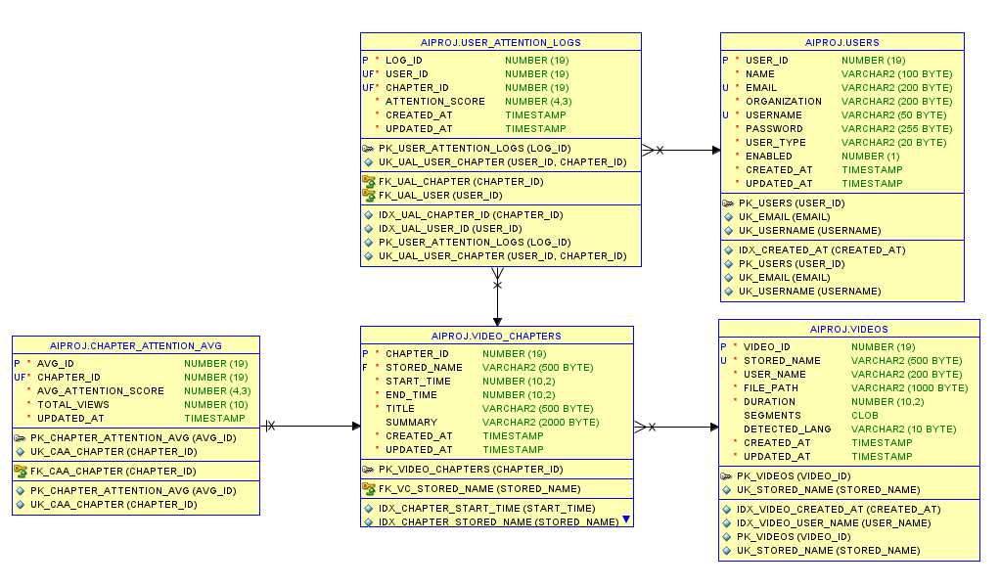 AIPROJ.USER_ATTENTION_LOGS
P * LOG_ID NUMBER (19)
UF* USER_ID NUMBER (19)
UF* CHAPTER_ID NUMBER (19)
* ATTENTION_SCORE NUMBER (4,3)
* CREATED_AT TIMESTAMP
* UPDATED_AT TIMESTAMP
PK_USER_ATTENTION_LOGS (LOG_ID)
UK_UAL_USER_CHAPTER (USER_ID, CHAPTER_ID)
FK_UAL_CHAPTER (CHAPTER_ID)
FK_UAL_USER (USER_ID)
IDX_UAL_CHAPTER_ID (CHAPTER_ID)
IDX_UAL_USER_ID (USER_ID)
PK_USER_ATTENTION_LOGS (LOG_ID)
UK_UAL_USER_CHAPTER (USER_ID, CHAPTER_ID)
AIPROJ.USERS
P * USER_ID NUMBER (19)
* NAME VARCHAR2 (100 BYTE)
U * EMAIL VARCHAR2 (200 BYTE)
* ORGANIZATION VARCHAR2 (200 BYTE)
U * USERNAME VARCHAR2 (50 BYTE)
* PASSWORD VARCHAR2 (255 BYTE)
* USER_TYPE VARCHAR2 (20 BYTE)
* ENABLED NUMBER (1)
* CREATED_AT TIMESTAMP
* UPDATED_AT TIMESTAMP
PK_USERS (USER_ID)
UK_EMAIL (EMAIL)
UK_USERNAME (USERNAME)
IDX_CREATED_AT (CREATED_AT)
PK_USERS (USER_ID)
UK_EMAIL (EMAIL)
UK_USERNAME (USERNAME)
AIPROJ.CHAPTER_ATTENTION_AVG
P * AVG_ID NUMBER (19)
UF* CHAPTER_ID NUMBER (19)
* AVG_ATTENTION_SCORE NUMBER (4,3)
* TOTAL_VIEWS NUMBER (10)
* UPDATED_AT TIMESTAMP
PK_CHAPTER_ATTENTION_AVG (AVG_ID)
UK_CAA_CHAPTER (CHAPTER_ID)
FK_CAA_CHAPTER (CHAPTER_ID)
PK_CHAPTER_ATTENTION_AVG (AVG_ID)
UK_CAA_CHAPTER (CHAPTER_ID)
AIPROJ.VIDEO_CHAPTERS
P * CHAPTER_ID NUMBER (19)
F * STORED_NAME VARCHAR2 (500 BYTE)
* START_TIME NUMBER (10,2)
* END_TIME NUMBER (10,2)
* TITLE VARCHAR2 (500 BYTE)
SUMMARY VARCHAR2 (2000 BYTE)
* CREATED_AT TIMESTAMP
* UPDATED_AT TIMESTAMP
PK_VIDEO_CHAPTERS (CHAPTER_ID)
FK_VC_STORED_NAME (STORED_NAME)
IDX_CHAPTER_START_TIME (START_TIME)
IDX_CHAPTER_STORED_NAME (STORED_NAME)
AIPROJ.VIDEOS
P * VIDEO_ID NUMBER (19)
U * STORED_NAME VARCHAR2 (500 BYTE)
* USER_NAME VARCHAR2 (200 BYTE)
* FILE_PATH VARCHAR2 (1000 BYTE)
* DURATION NUMBER (10,2)
SEGMENTS CLOB
DETECTED_LANG VARCHAR2 (10 BYTE)
* CREATED_AT TIMESTAMP
* UPDATED_AT TIMESTAMP
PK_VIDEOS (VIDEO_ID)
UK_STORED_NAME (STORED_NAME)
IDX_VIDEO_CREATED_AT (CREATED_AT)
IDX_VIDEO_USER_NAME (USER_NAME)
PK_VIDEOS (VIDEO_ID)
UK_STORED_NAME (STORED_NAME)